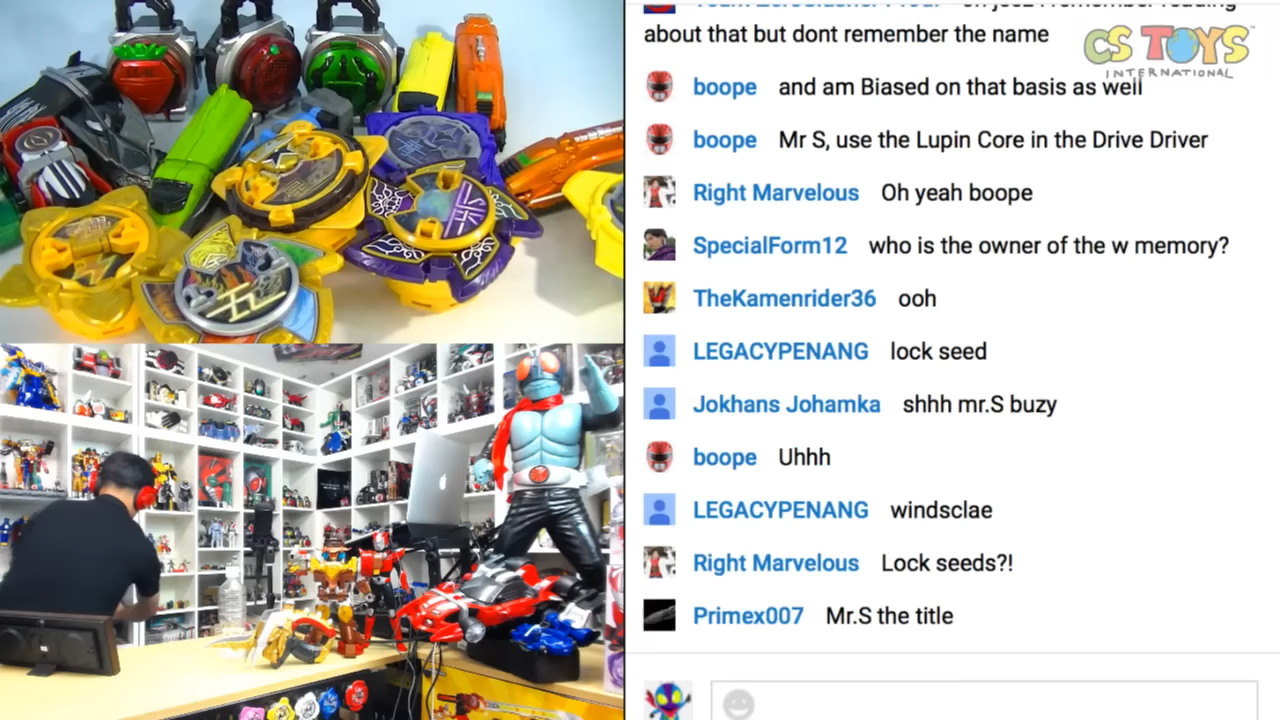 about that but dont remember the name
CS TOYS
INTERNATIONAL
boope and am Biased on that basis as well
boope Mr S, use the Lupin Core in the Drive Driver
Right Marvelous Oh yeah boope
SpecialForm12 who is the owner of the w memory?
TheKamenrider36 ooh
LEGACYPENANG lock seed
Jokhans Johamka shhh mr.S buzy
boope Uhhh
LEGACYPENANG windsclae
Right Marvelous Lock seeds?!
Primex007 Mr.S the title